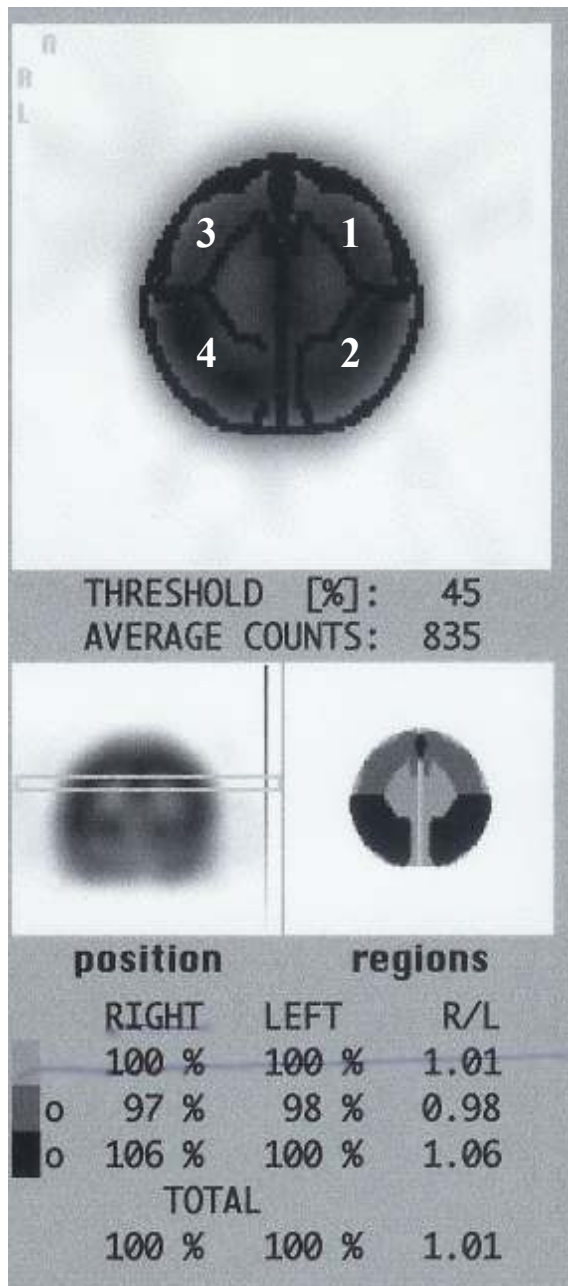 A
R
L
3 1
4 2
THRESHOLD [%]: 45
AVERAGE COUNTS: 835
position regions
RIGHT LEFT R/L
100 % 100 % 1.01
o 97 % 98 % 0.98
o 106 % 100 % 1.06
TOTAL
100 % 100 % 1.01